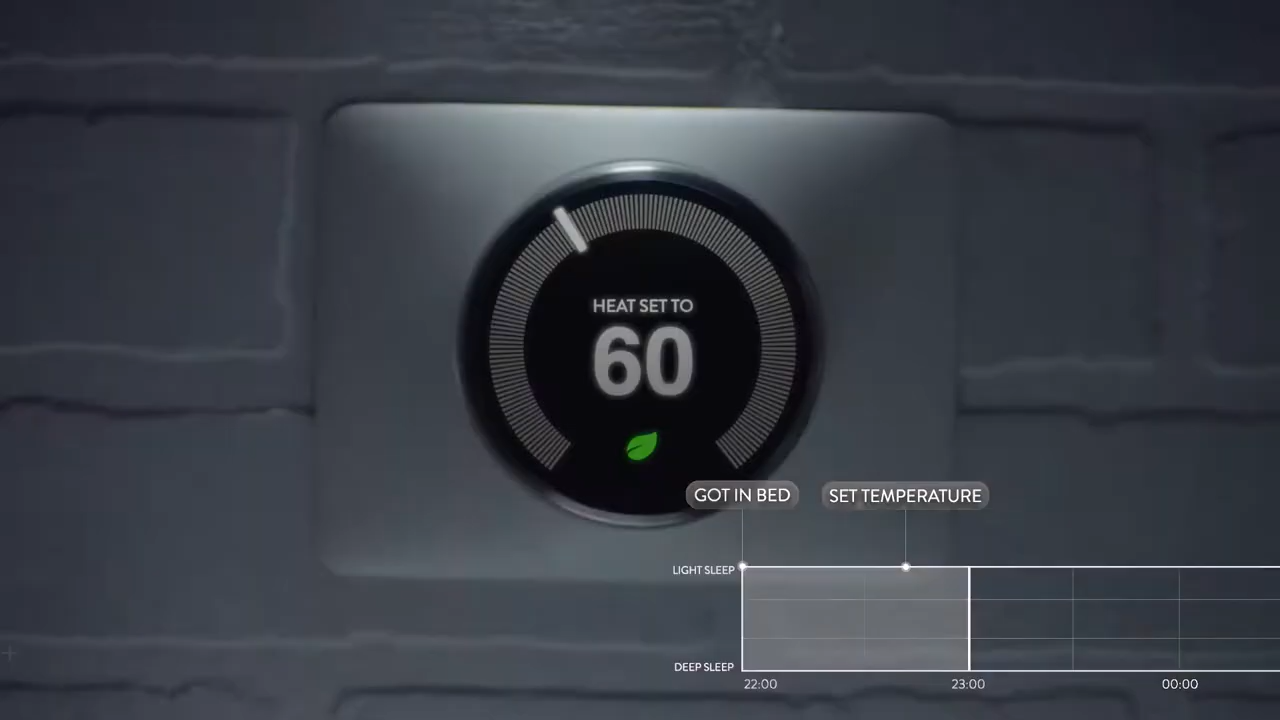 HEAT SET TO
60
GOT IN BED
SET TEMPERATURE
LIGHT SLEEP
DEEP SLEEP
22:00
23:00
00:00